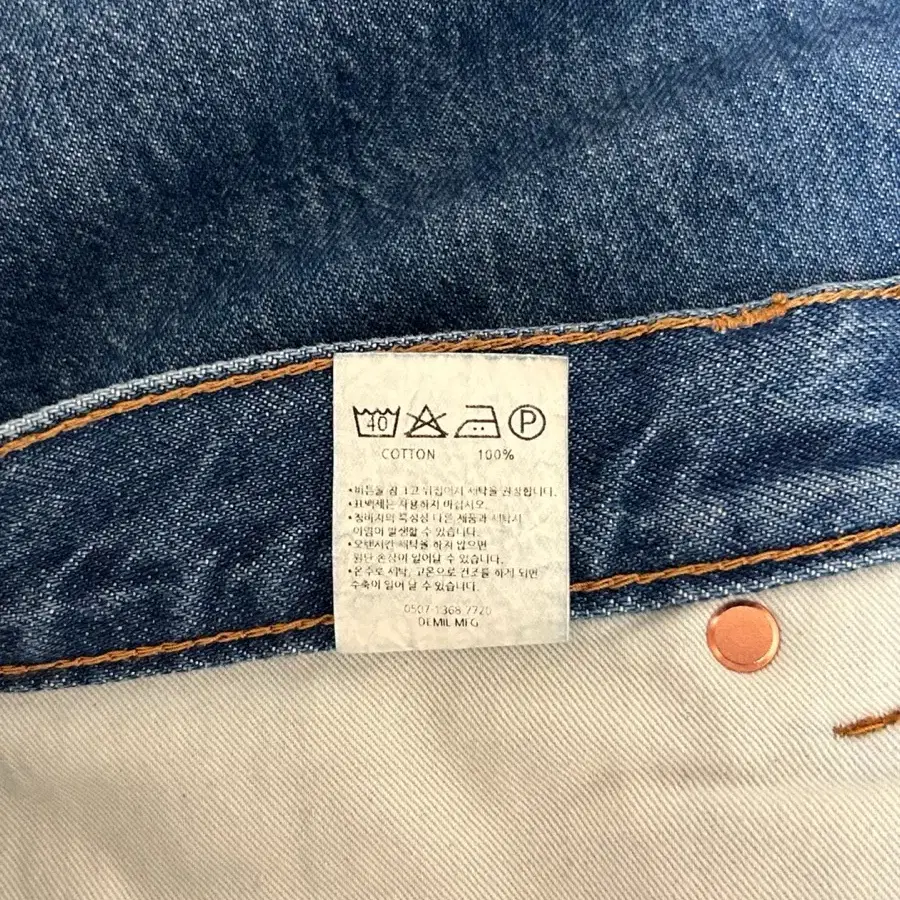 40 P
COTTON 100%
•버튼을 잠그고 뒤집어서 세탁을 권장합니다.
•표백제는 사용하지 마십시오.
•청바지의 특성상 다른 제품과 세탁시
이염이 발생할 수 있습니다.
•오랜시간 세탁을 하지 않으면
원단 손상이 일어날 수 있습니다.
•온수로 세탁, 고온으로 건조를 하게 되면
수축이 일어 날 수 있습니다.
0507 1368 7720
DEMIL MFG